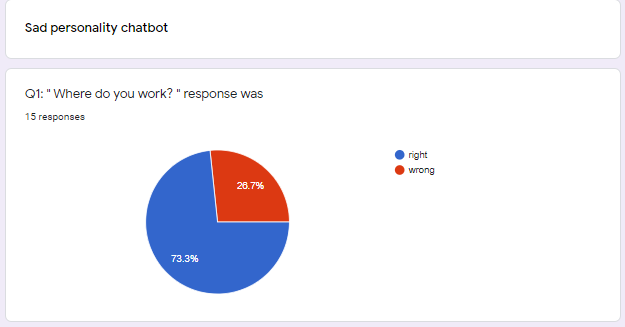 Sad personality chatbot
Q1: " Where do you work? " response was
15 responses
right
wrong
26.7%
73.3%